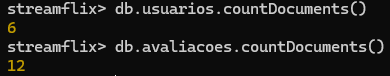 streamflix> db.usuarios.countDocuments()
6
streamflix> db.avaliacoes.countDocuments()
12